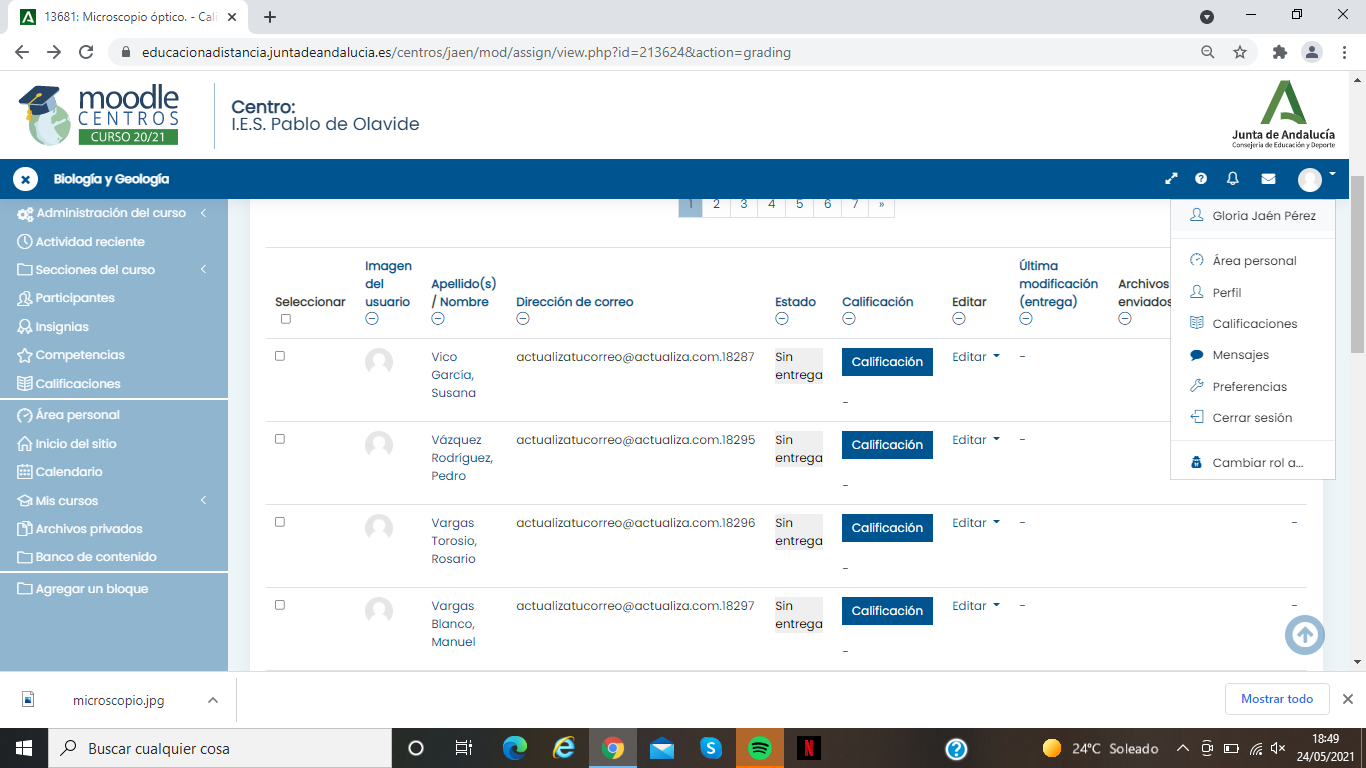 13681: Microscopio óptico. - Cali
educacionadistancia.juntadeandalucia.es/centros/jaen/mod/assign/view.php?id=213624&action=grading
moodle
CENTROS
CURSO 20/21
Centro:
I.E.S. Pablo de Olavide
Junta de Andalucía
Consejería de Educación y Deporte
Biología y Geología
Administración del curso
Actividad reciente
Secciones del curso
Participantes
Insignias
Competencias
Calificaciones
Área personal
Inicio del sitio
Calendario
Mis cursos
Archivos privados
Banco de contenido
Agregar un bloque
1 2 3 4 5 6 7 »
Gloria Jaén Pérez
Área personal
Perfil
Calificaciones
Mensajes
Preferencias
Cerrar sesión
Cambiar rol a...
Seleccionar
Imagen
del
usuario
Apellido(s)
/ Nombre
Dirección de correo
Estado
Calificación
Editar
Última
modificación
(entrega)
Archivos
enviados
Vico
García,
Susana
actualizatucorreo@actualiza.com.18287
Sin
entrega
Calificación
-
Editar
-
Vázquez
Rodríguez,
Pedro
actualizatucorreo@actualiza.com.18295
Sin
entrega
Calificación
-
Editar
-
Vargas
Torosio,
Rosario
actualizatucorreo@actualiza.com.18296
Sin
entrega
Calificación
-
Editar
-
-
Vargas
Blanco,
Manuel
actualizatucorreo@actualiza.com.18297
Sin
entrega
Calificación
-
Editar
-
-
microscopio.jpg
Mostrar todo
Buscar cualquier cosa
24°C Soleado
18:49
24/05/2021